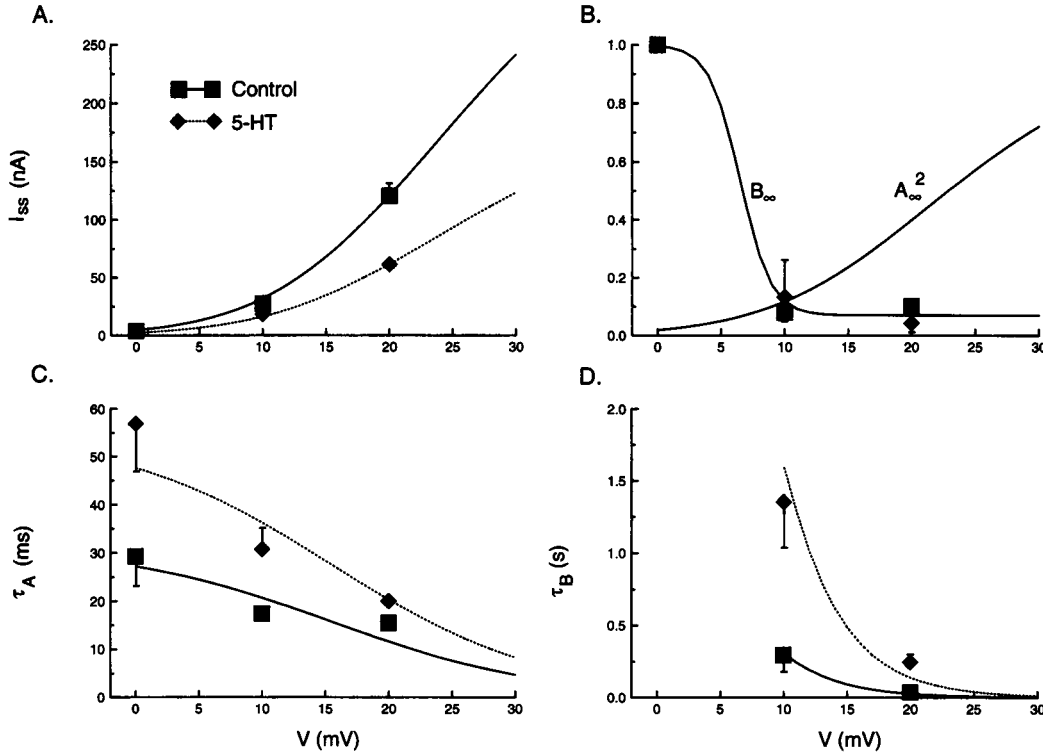 A.
250
200
150
100
50
0
I_ss (nA)
Control
5-HT
0 5 10 15 20 25 30
B.
1.0
0.8
0.6
0.4
0.2
0.0
B∞
A∞²
0 5 10 15 20 25 30
C.
60
50
40
30
20
10
0
τ_A (ms)
0 5 10 15 20 25 30
V (mV)
D.
2.0
1.5
1.0
0.5
0.0
τ_B (s)
0 5 10 15 20 25 30
V (mV)